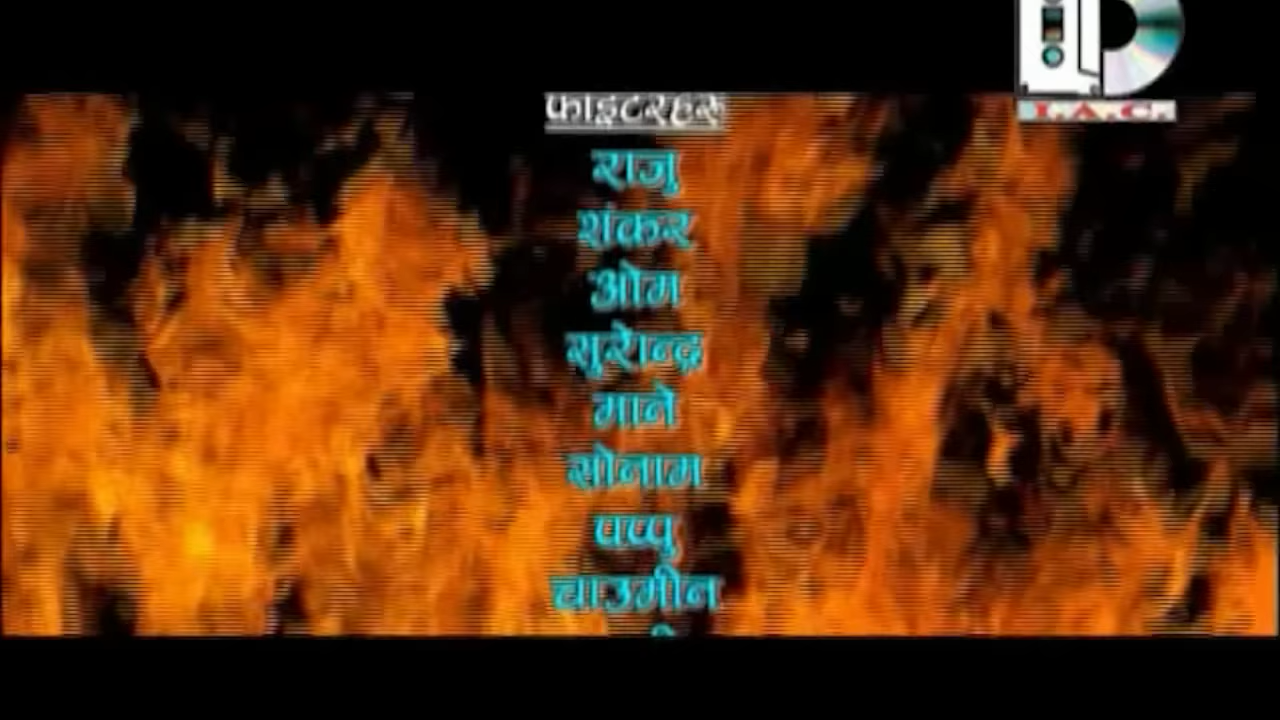 I.A.C.
फाइटरहरु
राजु
शंकर
ओम
सुरेान्द्र
माने
सोनाम
पप्पु
चाउमीन